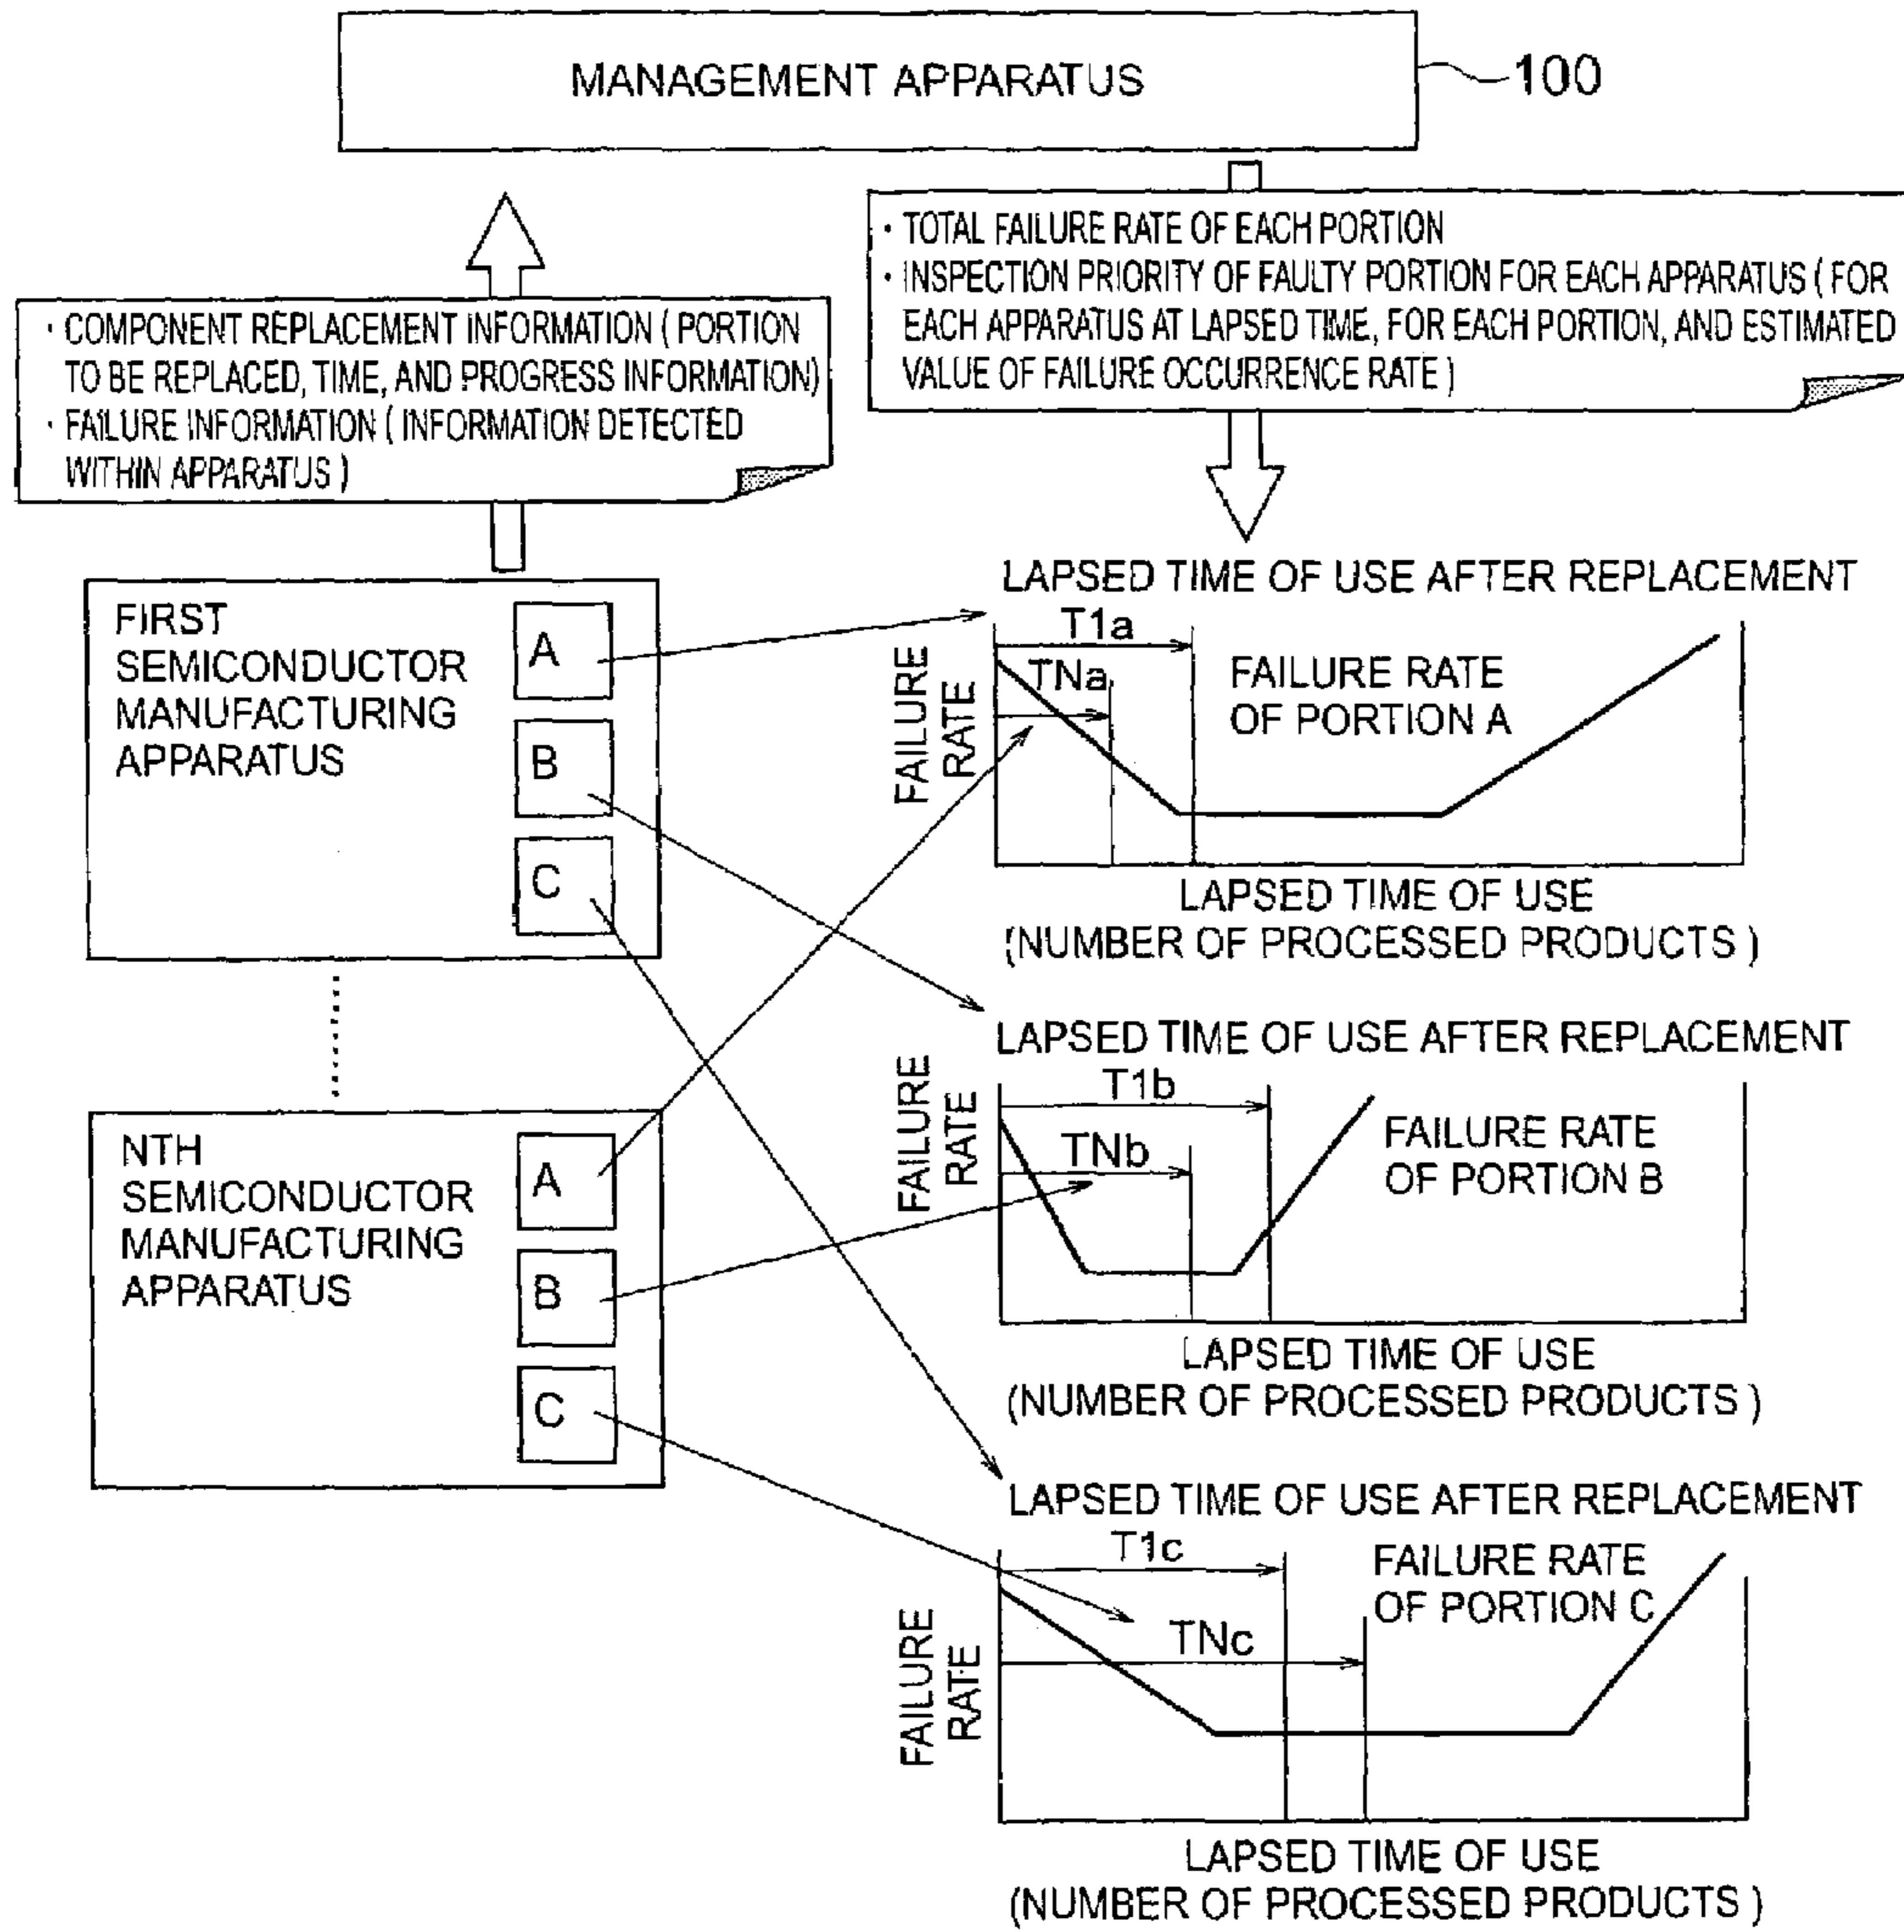 MANAGEMENT APPARATUS
100
· COMPONENT REPLACEMENT INFORMATION ( PORTION
TO BE REPLACED, TIME, AND PROGRESS INFORMATION)
· FAILURE INFORMATION ( INFORMATION DETECTED
WITHIN APPARATUS )
· TOTAL FAILURE RATE OF EACH PORTION
· INSPECTION PRIORITY OF FAULTY PORTION FOR EACH APPARATUS ( FOR
EACH APPARATUS AT LAPSED TIME, FOR EACH PORTION, AND ESTIMATED
VALUE OF FAILURE OCCURRENCE RATE )
FIRST
SEMICONDUCTOR
MANUFACTURING
APPARATUS
A
B
C
NTH
SEMICONDUCTOR
MANUFACTURING
APPARATUS
A
B
C
LAPSED TIME OF USE AFTER REPLACEMENT
T1a
TNa
FAILURE
RATE
FAILURE RATE
OF PORTION A
LAPSED TIME OF USE
(NUMBER OF PROCESSED PRODUCTS )
LAPSED TIME OF USE AFTER REPLACEMENT
T1b
TNb
FAILURE
RATE
FAILURE RATE
OF PORTION B
LAPSED TIME OF USE
(NUMBER OF PROCESSED PRODUCTS )
LAPSED TIME OF USE AFTER REPLACEMENT
T1c
TNc
FAILURE
RATE
FAILURE RATE
OF PORTION C
LAPSED TIME OF USE
(NUMBER OF PROCESSED PRODUCTS )